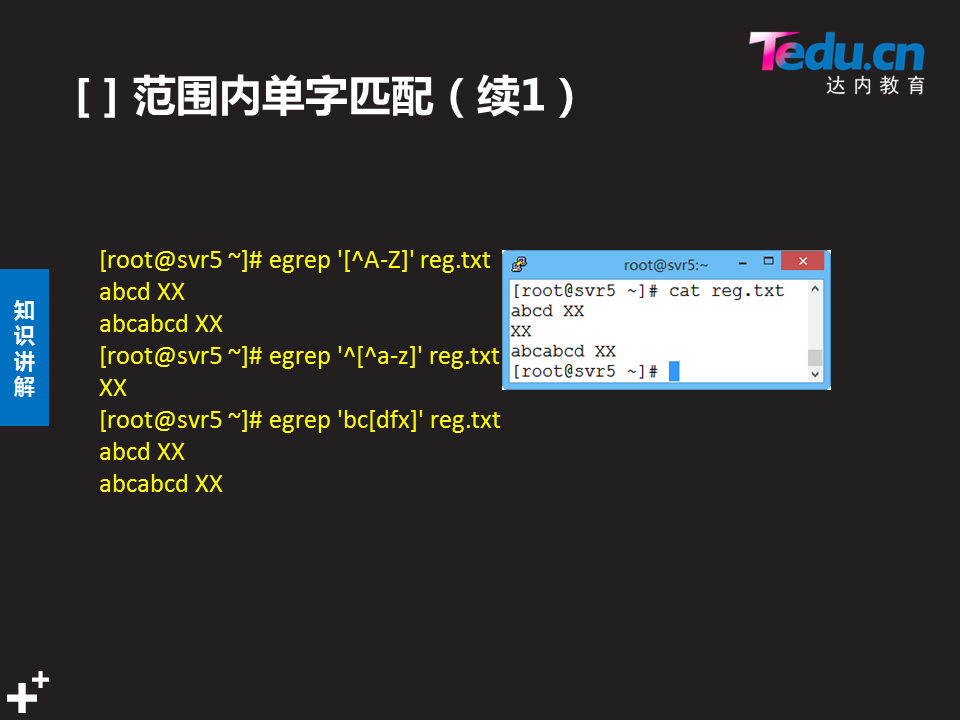 Tedu.cn
达内教育
[ ] 范围内单字匹配（续1）
知识讲解
[root@svr5 ~]# egrep '[^A-Z]' reg.txt
abcd XX
abcabcd XX
[root@svr5 ~]# egrep '^[^a-z]' reg.txt
XX
[root@svr5 ~]# egrep 'bc[dfx]' reg.txt
abcd XX
abcabcd XX
root@svr5:~
[root@svr5 ~]# cat reg.txt
abcd XX
XX
abcabcd XX
[root@svr5 ~]#